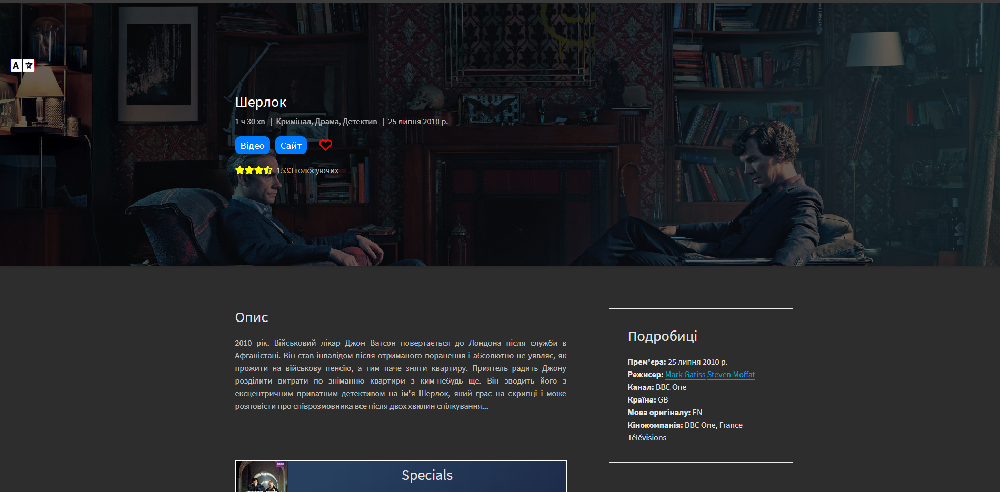 A
Шерлок
1 ч 30 хв | Кримінал, Драма, Детектив | 25 липня 2010 р.
Відео Сайт
1533 голосуючих
Опис
2010 рік. Військовий лікар Джон Ватсон повертається до Лондона після служби в
Афганістані. Він став інвалідом після отриманого поранення і абсолютно не уявляє, як
прожити на військову пенсію, а тим паче зняти квартиру. Приятель радить Джону
розділити витрати по зніманню квартири з ким-небудь ще. Він зводить його з
ексцентричним приватним детективом на ім'я Шерлок, який грає на скрипці і може
розповісти про співрозмовника все після двох хвилин спілкування...
Подробиці
Прем'єра: 25 липня 2010 р.
Режисер: Mark Gatiss Steven Moffat
Канал: BBC One
Країна: GB
Мова оригіналу: EN
Кінокомпанія: BBC One, France
Télévisions
Specials